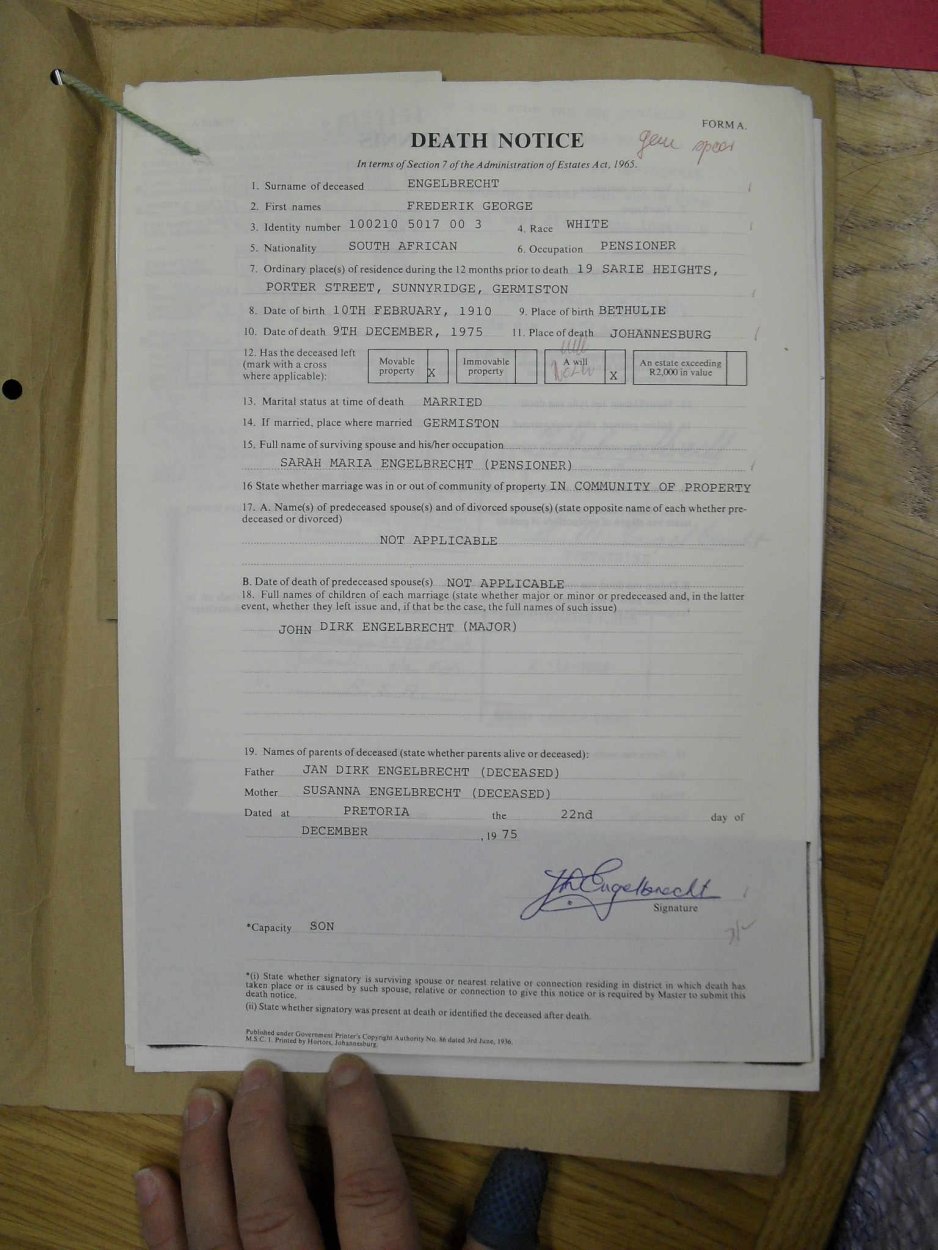 FORM A.
DEATH NOTICE
In terms of Section 7 of the Administration of Estates Act, 1965.
1. Surname of deceased ENGELBRECHT
2. First names FREDERIK GEORGE
3. Identity number 100210 5017 00 3 4. Race WHITE
5. Nationality SOUTH AFRICAN 6. Occupation PENSIONER
7. Ordinary place(s) of residence during the 12 months prior to death 19 SARIE HEIGHTS,
PORTER STREET, SUNNYRIDGE, GERMISTON
8. Date of birth 10TH FEBRUARY, 1910 9. Place of birth BETHULIE
10. Date of death 9TH DECEMBER, 1975 11. Place of death JOHANNESBURG
12. Has the deceased left
(mark with a cross
where applicable):
Movable property X
Immovable property
A will X
An estate exceeding R2,000 in value
13. Marital status at time of death MARRIED
14. If married, place where married GERMISTON
15. Full name of surviving spouse and his/her occupation
SARAH MARIA ENGELBRECHT (PENSIONER)
16 State whether marriage was in or out of community of property IN COMMUNITY OF PROPERTY
17. A. Name(s) of predeceased spouse(s) and of divorced spouse(s) (state opposite name of each whether pre-
deceased or divorced)
NOT APPLICABLE
B. Date of death of predeceased spouse(s) NOT APPLICABLE
18. Full names of children of each marriage (state whether major or minor or predeceased and, in the latter
event, whether they left issue and, if that be the case, the full names of such issue)
JOHN DIRK ENGELBRECHT (MAJOR)
19. Names of parents of deceased (state whether parents alive or deceased):
Father JAN DIRK ENGELBRECHT (DECEASED)
Mother SUSANNA ENGELBRECHT (DECEASED)
Dated at PRETORIA the 22nd day of
DECEMBER , 19 75
Engelbrecht
Signature
*Capacity SON
*(i) State whether signatory is surviving spouse or nearest relative or connection residing in district in which death has
taken place or is caused by such spouse, relative or connection to give this notice or is required by Master to submit this
death notice.
(ii) State whether signatory was present at death or identified the deceased after death.
Published under Government Printer's Copyright Authority No. 86 dated 3rd June, 1936.
M.S.C. 1. Printed by Hortors, Johannesburg.